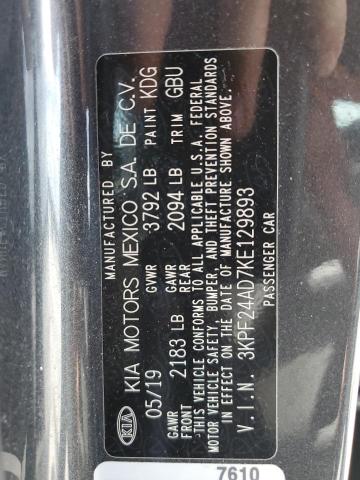 MANUFACTURED BY
KIA KIA MOTORS MEXICO S.A. DE C.V.
05/19 GVWR 3792 LB PAINT KDG
GAWR FRONT 2183 LB GAWR REAR 2094 LB TRIM GBU
THIS VEHICLE CONFORMS TO ALL APPLICABLE U.S.A. FEDERAL
MOTOR VEHICLE SAFETY, BUMPER, AND THEFT PREVENTION STANDARDS
IN EFFECT ON THE DATE OF MANUFACTURE SHOWN ABOVE.
V.I.N. 3KPF24AD7KE129893
PASSENGER CAR
7610